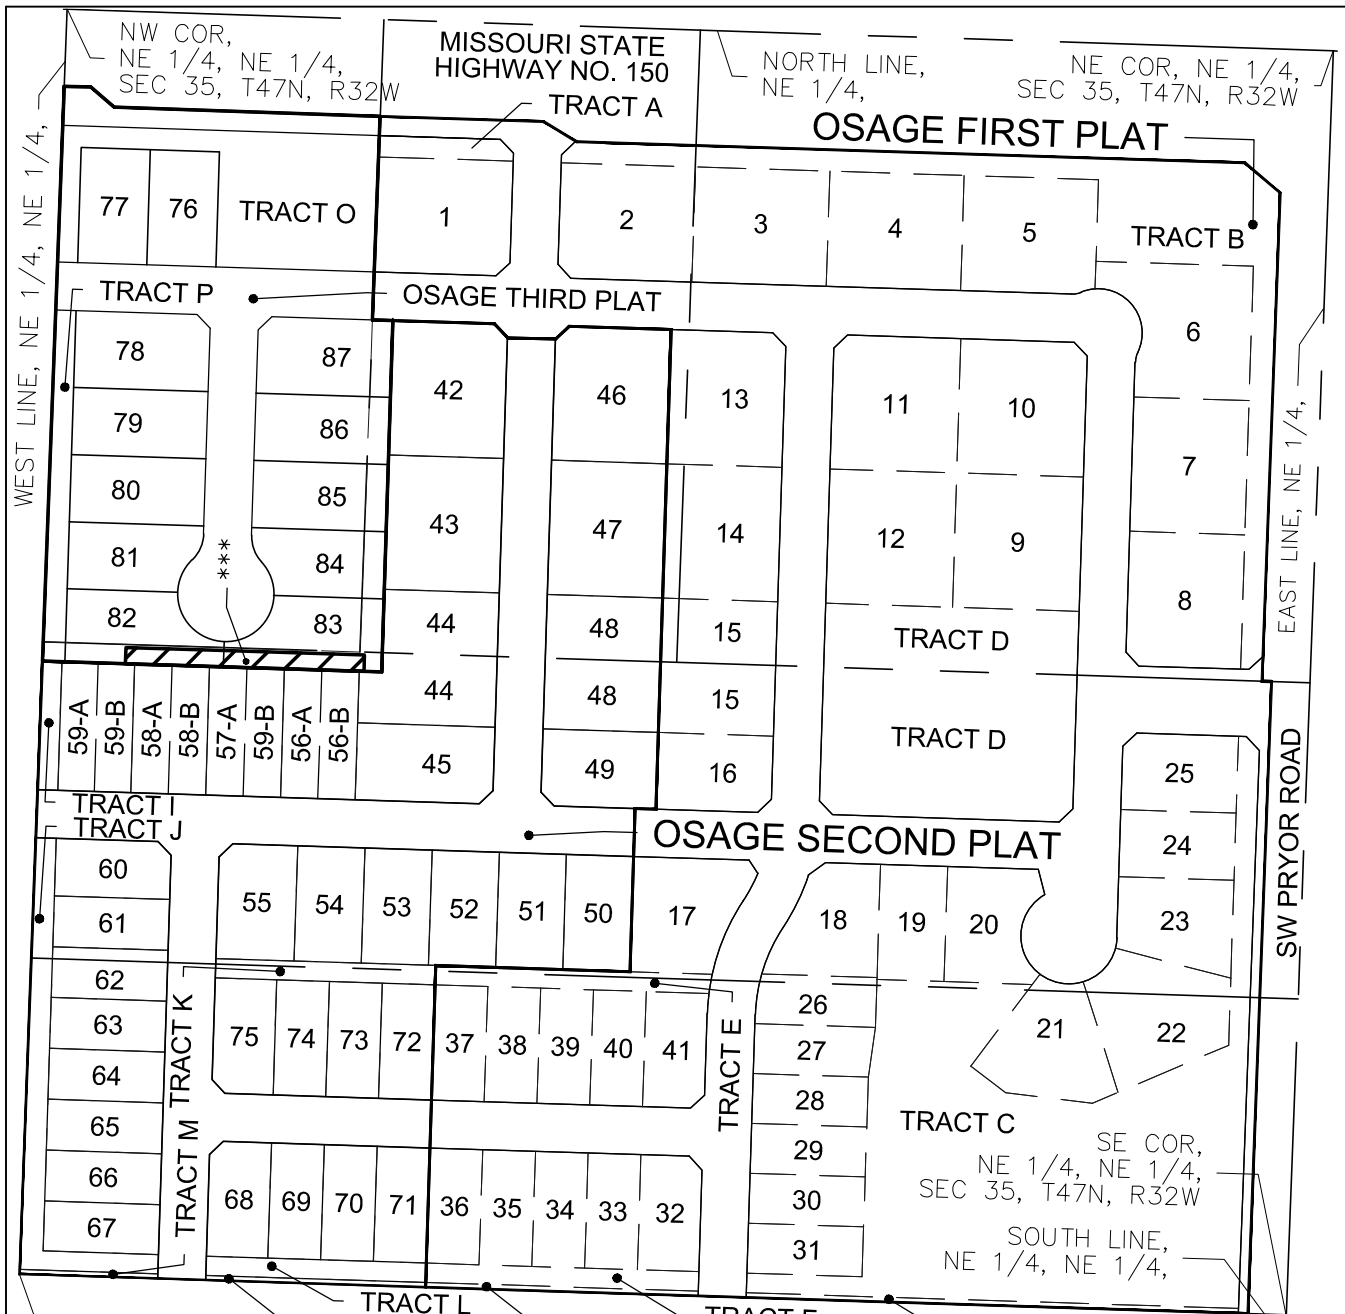 NW COR,
NE 1/4, NE 1/4,
SEC 35, T47N, R32W
MISSOURI STATE
HIGHWAY NO. 150
TRACT A
NORTH LINE,
NE 1/4,
NE COR, NE 1/4,
SEC 35, T47N, R32W
OSAGE FIRST PLAT
WEST LINE, NE 1/4, NE 1/4,
77
76
TRACT O
1
2
3
4
5
TRACT B
TRACT P
OSAGE THIRD PLAT
6
78
87
42
46
13
11
10
79
86
7
80
85
43
47
14
12
9
EAST LINE, NE 1/4,
81
***
84
8
82
83
44
48
15
TRACT D
59-A
59-B
58-A
58-B
57-A
59-B
56-A
56-B
44
48
15
TRACT D
45
49
16
25
TRACT I
TRACT J
OSAGE SECOND PLAT
24
SW PRYOR ROAD
60
61
55
54
53
52
51
50
17
18
19
20
23
62
63
64
65
66
67
TRACT K
TRACT M
75
74
73
72
37
38
39
40
41
TRACT E
26
27
28
29
30
31
21
22
TRACT C
68
69
70
71
36
35
34
33
32
SE COR,
NE 1/4, NE 1/4,
SEC 35, T47N, R32W
SOUTH LINE,
NE 1/4, NE 1/4,
TRACT L
TRACT F